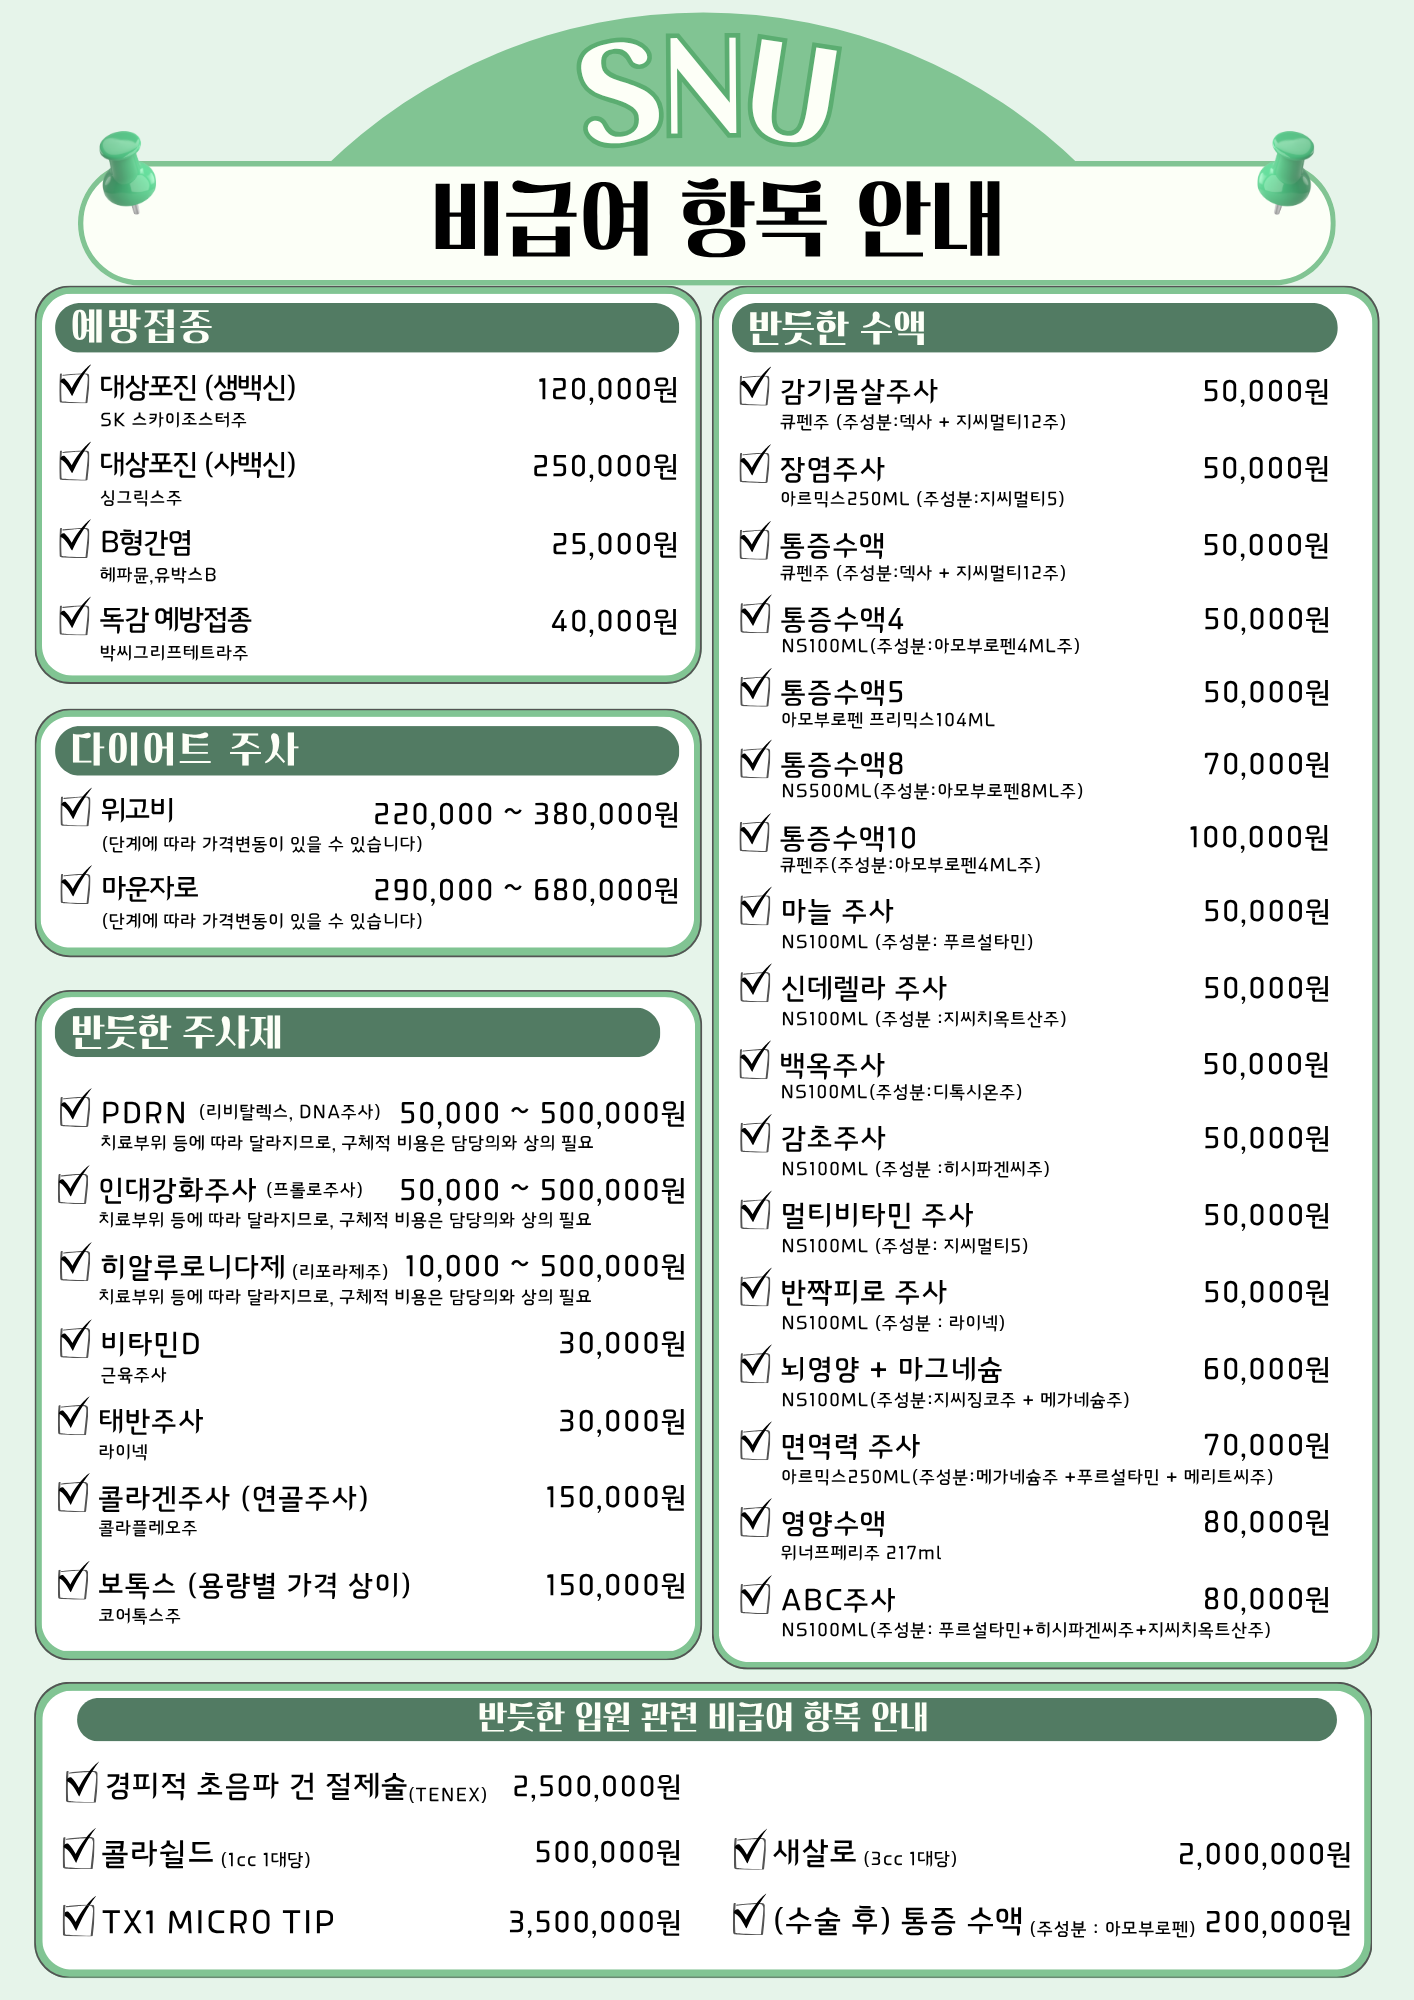 SNU
비급여 항목 안내
예방접종
대상포진 (생백신) 120,000원
SK 스카이조스터주
대상포진 (사백신) 250,000원
싱그릭스주
B형간염 25,000원
헤파뮨,유박스B
독감 예방접종 40,000원
박씨그리프테트라주
다이어트 주사
위고비 220,000 ~ 380,000원
(단계에 따라 가격변동이 있을 수 있습니다)
마운자로 290,000 ~ 680,000원
(단계에 따라 가격변동이 있을 수 있습니다)
반듯한 주사제
PDRN (리비탈렉스, DNA주사) 50,000 ~ 500,000원
치료부위 등에 따라 달라지므로, 구체적 비용은 담당의와 상의 필요
인대강화주사 (프롤로주사) 50,000 ~ 500,000원
치료부위 등에 따라 달라지므로, 구체적 비용은 담당의와 상의 필요
히알루로니다제 (리포라제주) 10,000 ~ 500,000원
치료부위 등에 따라 달라지므로, 구체적 비용은 담당의와 상의 필요
비타민D 30,000원
근육주사
태반주사 30,000원
라이넥
콜라겐주사 (연골주사) 150,000원
콜라플레오주
보톡스 (용량별 가격 상이) 150,000원
코어톡스주
반듯한 수액
감기몸살주사 50,000원
큐펜주 (주성분:덱사 + 지씨멀티12주)
장염주사 50,000원
아르믹스250ML (주성분:지씨멀티5)
통증수액 50,000원
큐펜주 (주성분:덱사 + 지씨멀티12주)
통증수액4 50,000원
NS100ML(주성분:아모부로펜4ML주)
통증수액5 50,000원
아모부로펜 프리믹스104ML
통증수액8 70,000원
NS500ML(주성분:아모부로펜8ML주)
통증수액10 100,000원
큐펜주(주성분:아모부로펜4ML주)
마늘 주사 50,000원
NS100ML (주성분: 푸르설타민)
신데렐라 주사 50,000원
NS100ML (주성분 :지씨치옥트산주)
백옥주사 50,000원
NS100ML(주성분:디톡시온주)
감초주사 50,000원
NS100ML (주성분 :히시파겐씨주)
멀티비타민 주사 50,000원
NS100ML (주성분: 지씨멀티5)
반짝피로 주사 50,000원
NS100ML (주성분 : 라이넥)
뇌영양 + 마그네슘 60,000원
NS100ML(주성분:지씨징코주 + 메가네슘주)
면역력 주사 70,000원
아르믹스250ML(주성분:메가네슘주 +푸르설타민 + 메리트씨주)
영양수액 80,000원
위너프페리주 217ml
ABC주사 80,000원
NS100ML(주성분: 푸르설타민+히시파겐씨주+지씨치옥트산주)
반듯한 입원 관련 비급여 항목 안내
경피적 초음파 건 절제술(TENEX) 2,500,000원
콜라쉴드 (1cc 1대당) 500,000원
새살로 (3cc 1대당) 2,000,000원
TX1 MICRO TIP 3,500,000원
(수술 후) 통증 수액 (주성분 : 아모부로펜) 200,000원